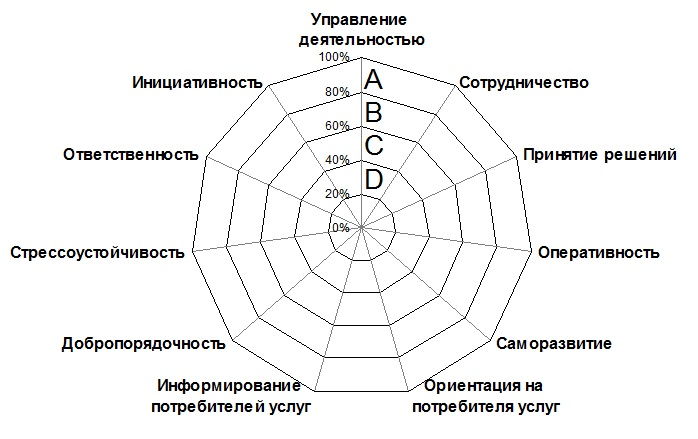 Управление
деятельностью
100%
A
Инициативность
Сотрудничество
80%
B
60%
Ответственность
C
Принятие решений
40%
D
20%
0%
Стрессоустойчивость
Оперативность
Добропорядочность
Саморазвитие
Информирование
потребителей услуг
Ориентация на
потребителя услуг